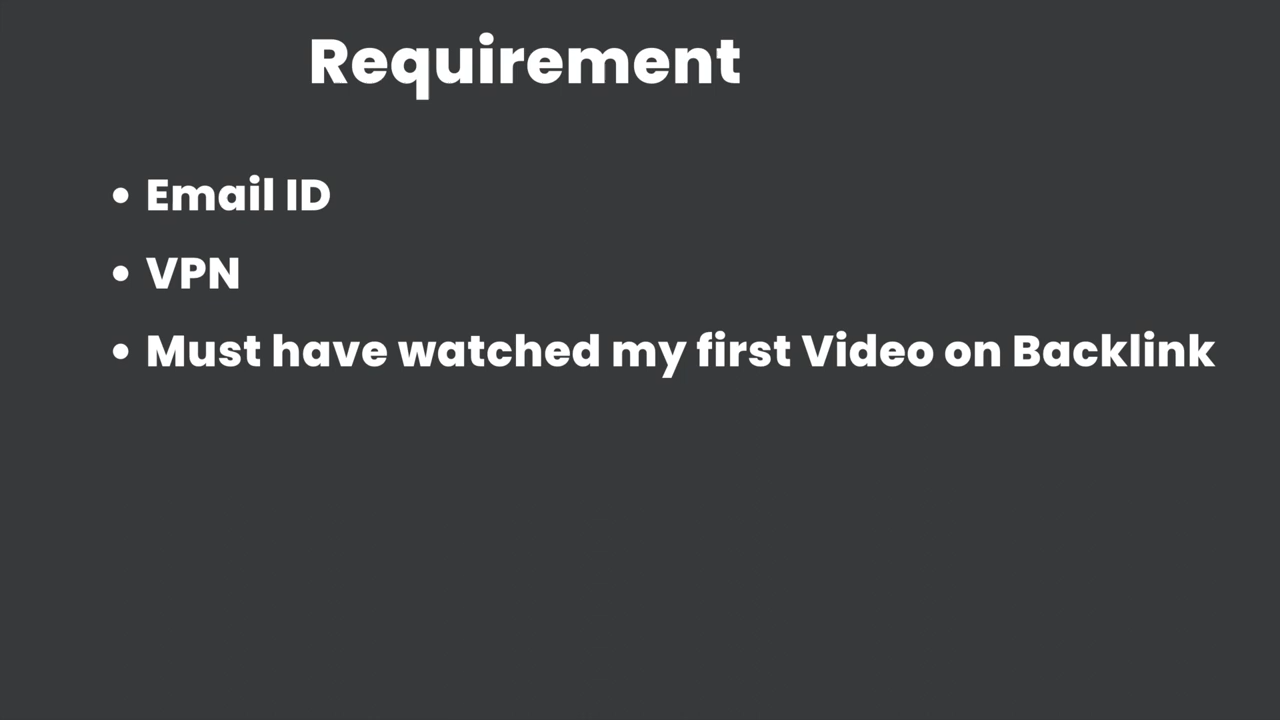 Requirement
• Email ID
• VPN
• Must have watched my first Video on Backlink